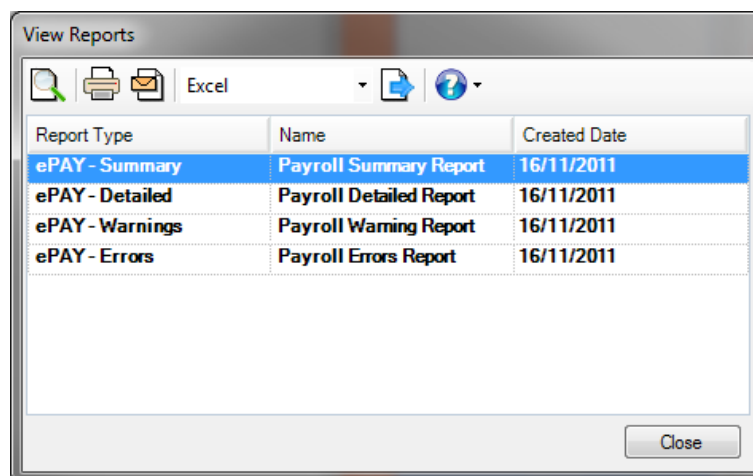 View Reports
Excel
Report Type Name Created Date
ePAY - Summary Payroll Summary Report 16/11/2011
ePAY - Detailed Payroll Detailed Report 16/11/2011
ePAY - Warnings Payroll Warning Report 16/11/2011
ePAY - Errors Payroll Errors Report 16/11/2011
Close